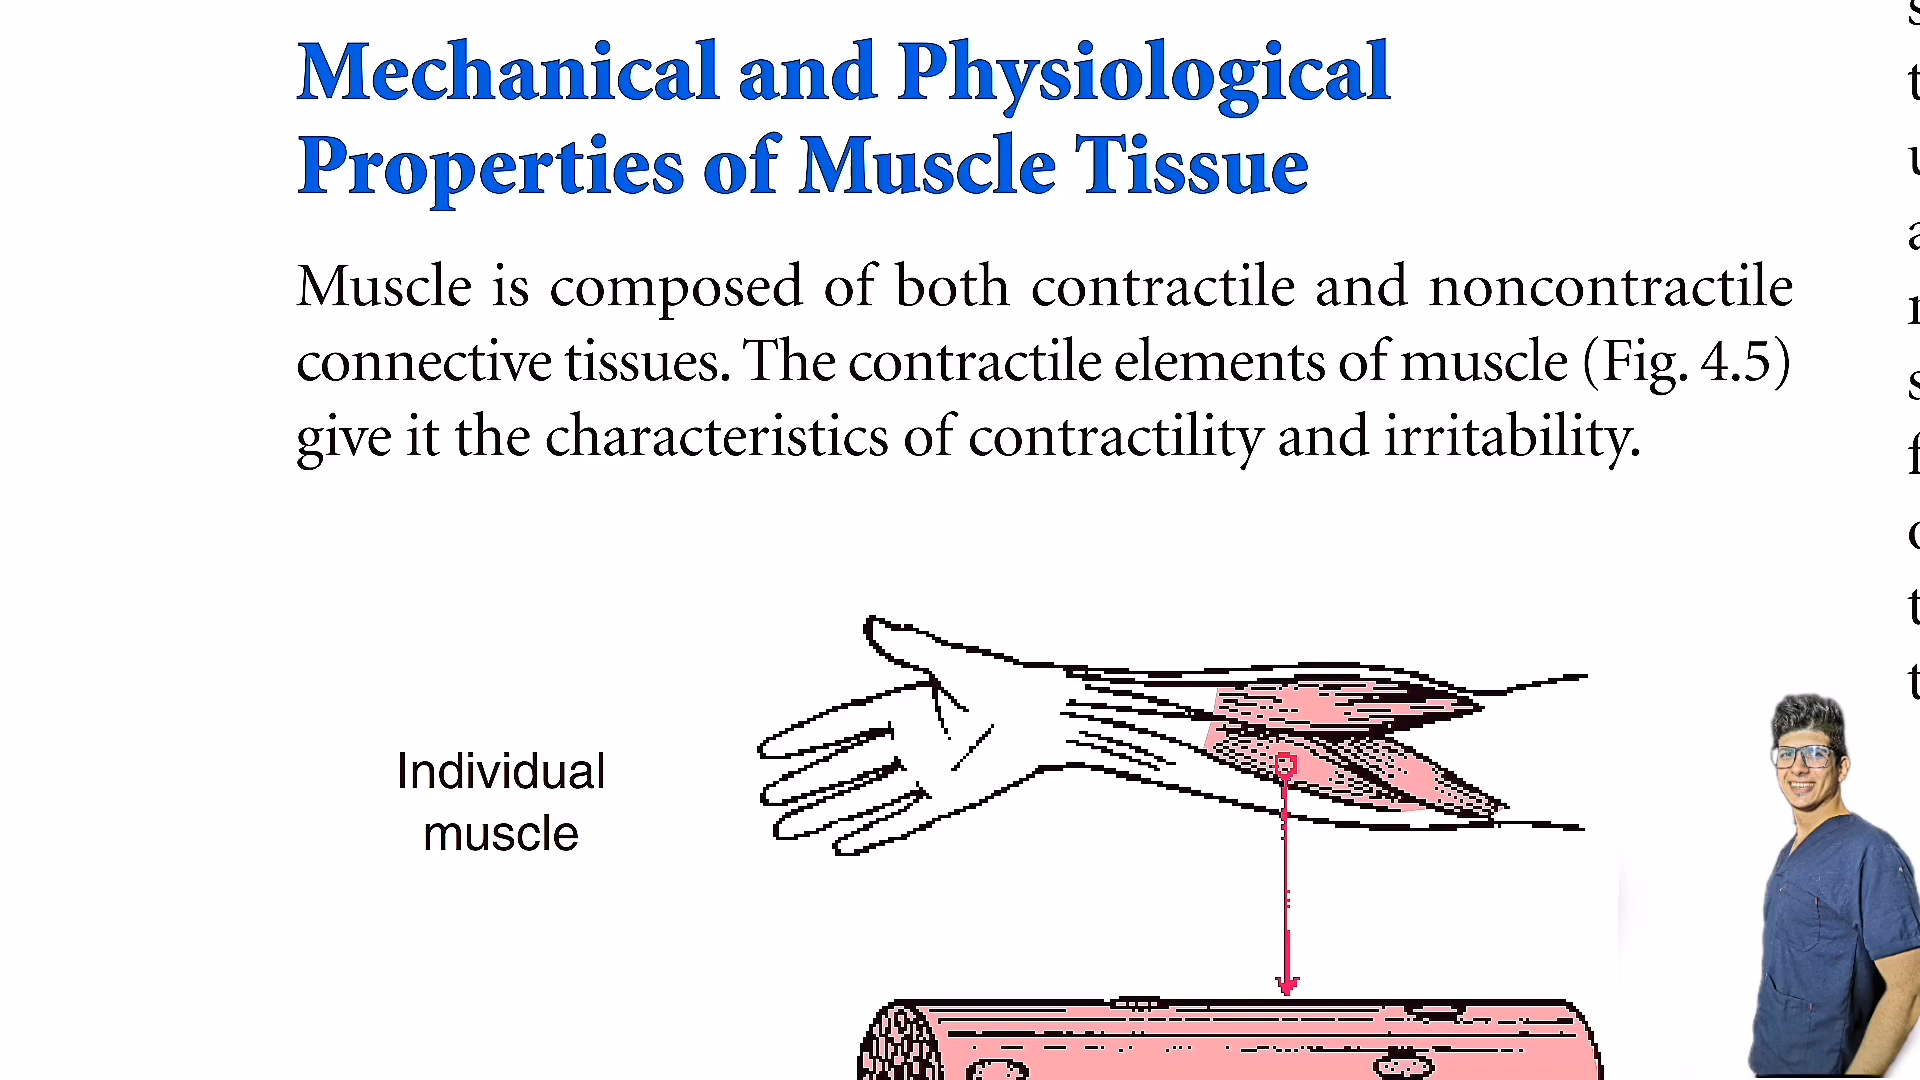 Mechanical and Physiological
Properties of Muscle Tissue
Muscle is composed of both contractile and noncontractile
connective tissues. The contractile elements of muscle (Fig. 4.5)
give it the characteristics of contractility and irritability.
Individual
muscle